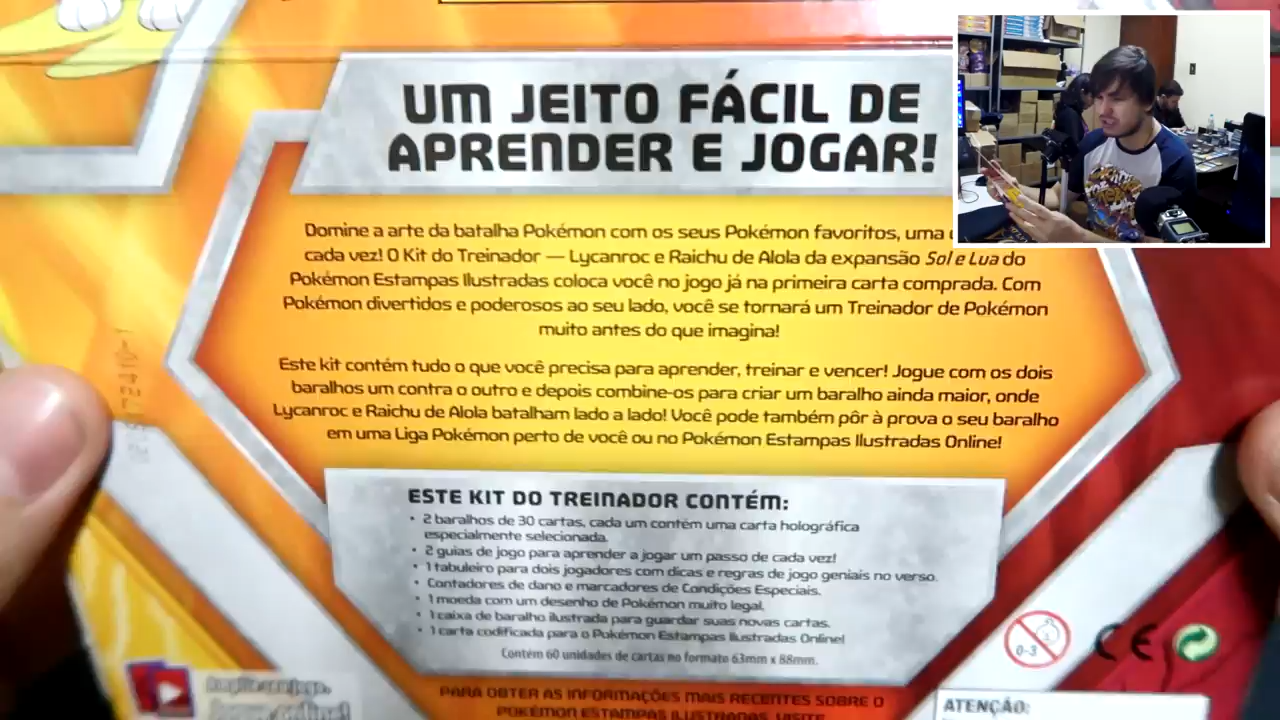 UM JEITO FÁCIL DE
APRENDER E JOGAR!
Domine a arte da batalha Pokémon com os seus Pokémon favoritos, uma
cada vez! O Kit do Treinador — Lycanroc e Raichu de Alola da expansão Sol e Lua do
Pokémon Estampas Ilustradas coloca você no jogo já na primeira carta comprada. Com
Pokémon divertidos e poderosos ao seu lado, você se tornará um Treinador de Pokémon
muito antes do que imagina!
Este kit contém tudo o que você precisa para aprender, treinar e vencer! Jogue com os dois
baralhos um contra o outro e depois combine-os para criar um baralho ainda maior, onde
Lycanroc e Raichu de Alola batalham lado a lado! Você pode também pôr à prova o seu baralho
em uma Liga Pokémon perto de você ou no Pokémon Estampas Ilustradas Online!
ESTE KIT DO TREINADOR CONTÉM:
• 2 baralhos de 30 cartas, cada um contém uma carta holográfica
especialmente selecionada.
• 2 guias de jogo para aprender a jogar um passo de cada vez!
• 1 tabuleiro para dois jogadores com dicas e regras de jogo geniais no verso.
• Contadores de dano e marcadores de Condições Especiais.
• 1 moeda com um desenho de Pokémon muito legal.
• 1 caixa de baralho ilustrada para guardar suas novas cartas.
• 1 carta codificada para o Pokémon Estampas Ilustradas Online!
Contém 60 unidades de cartas no formato 63mm x 88mm.
0-3
CE
PARA OBTER AS INFORMAÇÕES MAIS RECENTES SOBRE O
POKÉMON ESTAMPAS ILUSTRADAS, VISITE
ATENÇÃO: